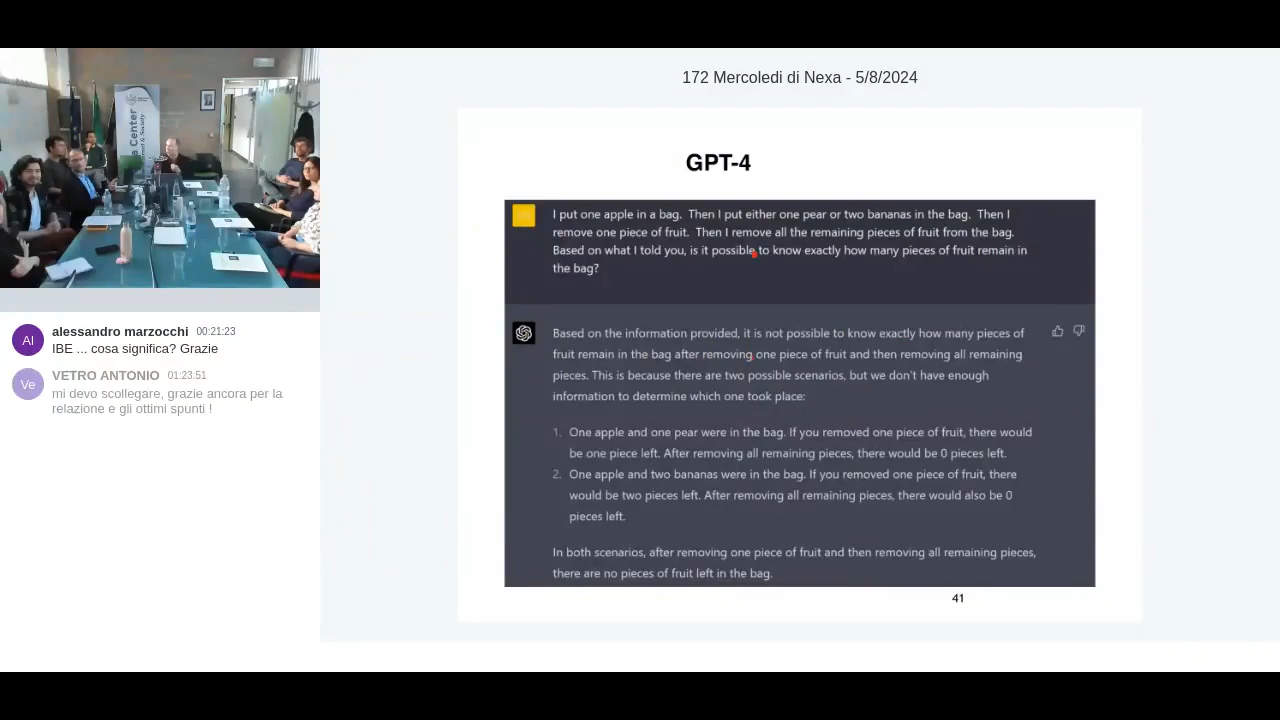 172 Mercoledi di Nexa - 5/8/2024
a Center
Al
alessandro marzocchi 00:21:23
IBE ... cosa significa? Grazie
Ve
VETRO ANTONIO 01:23:51
mi devo scollegare, grazie ancora per la
relazione e gli ottimi spunti !
GPT-4
I put one apple in a bag. Then I put either one pear or two bananas in the bag. Then I
remove one piece of fruit. Then I remove all the remaining pieces of fruit from the bag.
Based on what I told you, is it possible to know exactly how many pieces of fruit remain in
the bag?
Based on the information provided, it is not possible to know exactly how many pieces of
fruit remain in the bag after removing one piece of fruit and then removing all remaining
pieces. This is because there are two possible scenarios, but we don't have enough
information to determine which one took place:
1. One apple and one pear were in the bag. If you removed one piece of fruit, there would
be one piece left. After removing all remaining pieces, there would be 0 pieces left.
2. One apple and two bananas were in the bag. If you removed one piece of fruit, there
would be two pieces left. After removing all remaining pieces, there would also be 0
pieces left.
In both scenarios, after removing one piece of fruit and then removing all remaining pieces,
there are no pieces of fruit left in the bag.
41